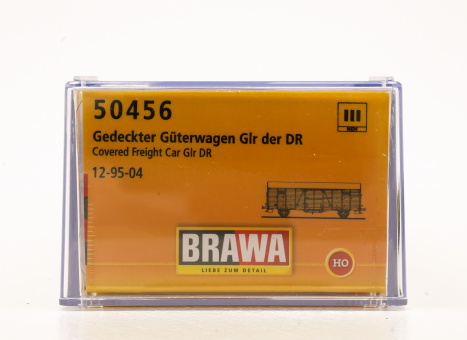 50456
III
Gedeckter Güterwagen Glr der DR
Covered Freight Car Glr DR
12-95-04
BRAWA
LIEBE ZUM DETAIL
HO